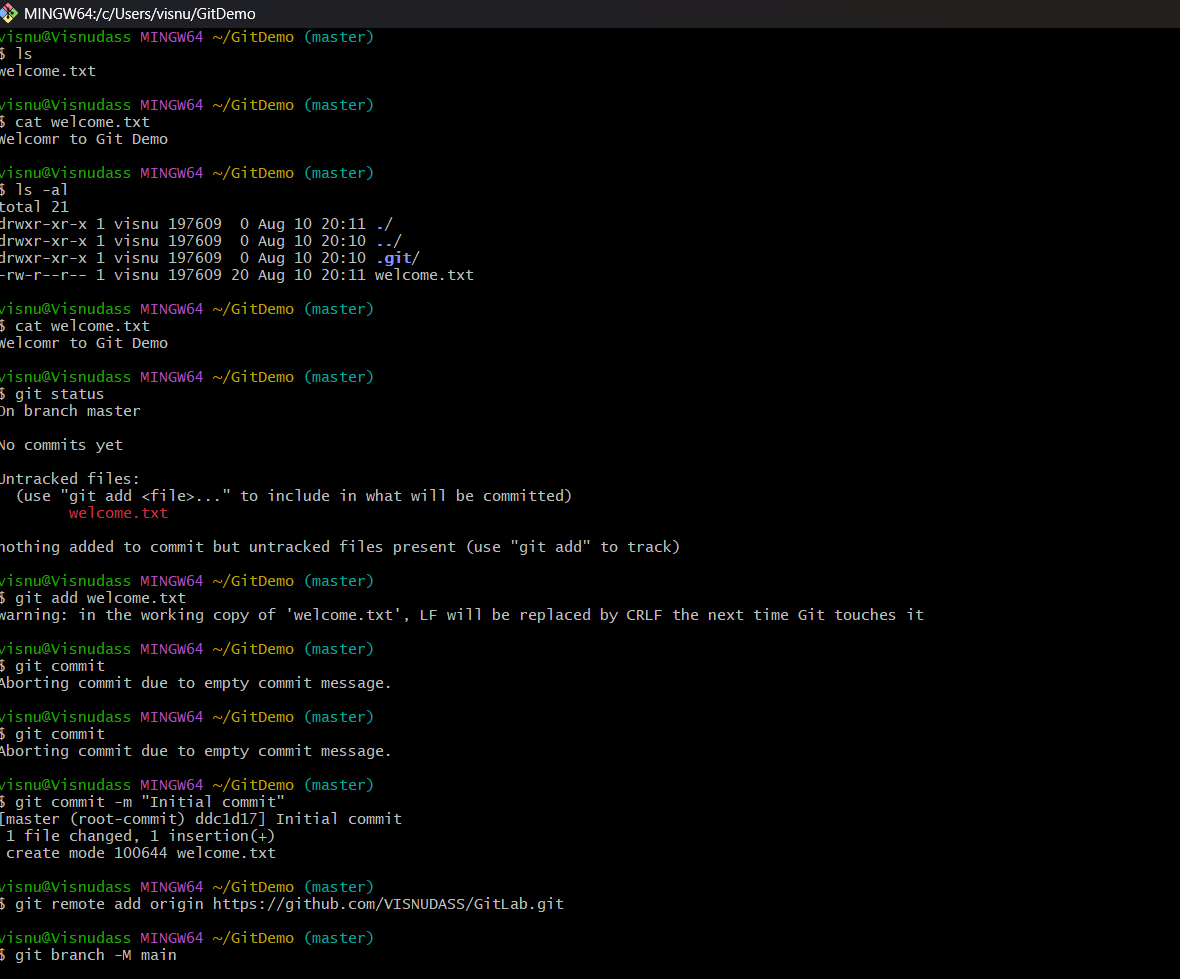 MINGW64:/c/Users/visnu/GitDemo
visnu@Visnudass MINGW64 ~/GitDemo (master)
$ ls
welcome.txt
visnu@Visnudass MINGW64 ~/GitDemo (master)
$ cat welcome.txt
Welcomr to Git Demo
visnu@Visnudass MINGW64 ~/GitDemo (master)
$ ls -al
total 21
drwxr-xr-x 1 visnu 197609  0 Aug 10 20:11 ./
drwxr-xr-x 1 visnu 197609  0 Aug 10 20:10 ../
drwxr-xr-x 1 visnu 197609  0 Aug 10 20:10 .git/
-rw-r--r-- 1 visnu 197609 20 Aug 10 20:11 welcome.txt
visnu@Visnudass MINGW64 ~/GitDemo (master)
$ cat welcome.txt
Welcomr to Git Demo
visnu@Visnudass MINGW64 ~/GitDemo (master)
$ git status
On branch master
No commits yet
Untracked files:
  (use "git add <file>..." to include in what will be committed)
        welcome.txt
nothing added to commit but untracked files present (use "git add" to track)
visnu@Visnudass MINGW64 ~/GitDemo (master)
$ git add welcome.txt
warning: in the working copy of 'welcome.txt', LF will be replaced by CRLF the next time Git touches it
visnu@Visnudass MINGW64 ~/GitDemo (master)
$ git commit
Aborting commit due to empty commit message.
visnu@Visnudass MINGW64 ~/GitDemo (master)
$ git commit
Aborting commit due to empty commit message.
visnu@Visnudass MINGW64 ~/GitDemo (master)
$ git commit -m "Initial commit"
[master (root-commit) ddc1d17] Initial commit
 1 file changed, 1 insertion(+)
 create mode 100644 welcome.txt
visnu@Visnudass MINGW64 ~/GitDemo (master)
$ git remote add origin https://github.com/VISNUDASS/GitLab.git
visnu@Visnudass MINGW64 ~/GitDemo (master)
$ git branch -M main